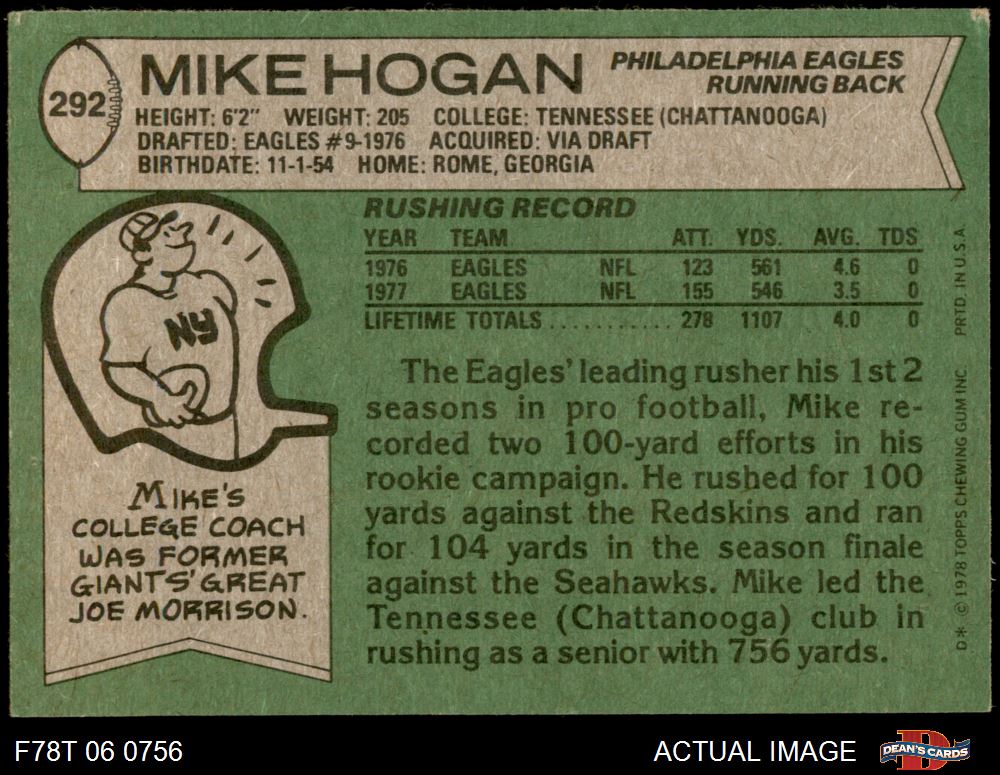 292
MIKE HOGAN
PHILADELPHIA EAGLES
RUNNING BACK
HEIGHT: 6'2" WEIGHT: 205 COLLEGE: TENNESSEE (CHATTANOOGA)
DRAFTED: EAGLES #9-1976 ACQUIRED: VIA DRAFT
BIRTHDATE: 11-1-54 HOME: ROME, GEORGIA
RUSHING RECORD
YEAR TEAM ATT. YDS. AVG. TDS
1976 EAGLES NFL 123 561 4.6 0
1977 EAGLES NFL 155 546 3.5 0
LIFETIME TOTALS ............ 278 1107 4.0 0
NY
MIKE'S
COLLEGE COACH
WAS FORMER
GIANTS' GREAT
JOE MORRISON.
The Eagles' leading rusher his 1st 2
seasons in pro football, Mike re-
corded two 100-yard efforts in his
rookie campaign. He rushed for 100
yards against the Redskins and ran
for 104 yards in the season finale
against the Seahawks. Mike led the
Tennessee (Chattanooga) club in
rushing as a senior with 756 yards.
D* © 1978 TOPPS CHEWING GUM INC. PRTD. IN U.S.A.
F78T 06 0756
ACTUAL IMAGE
D
DEAN'S CARDS